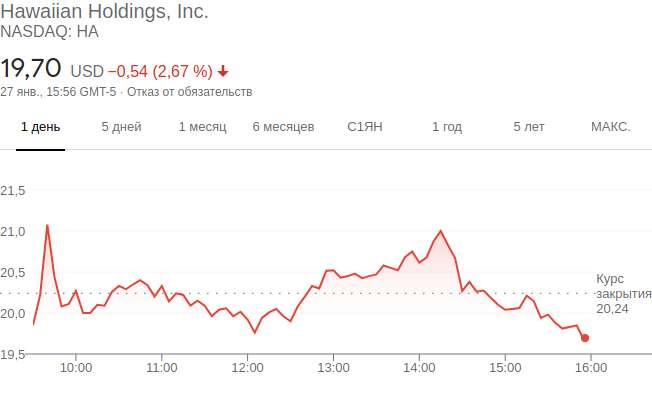 Hawaiian Holdings, Inc.
NASDAQ: HA
19,70 USD −0,54 (2,67 %) ↓
27 янв., 15:56 GMT-5 · Отказ от обязательств
1 день 5 дней 1 месяц 6 месяцев С1ЯН 1 год 5 лет МАКС.
21,5
21,0
20,5
Курс
закрытия
20,24
20,0
19,5
10:00 11:00 12:00 13:00 14:00 15:00 16:00